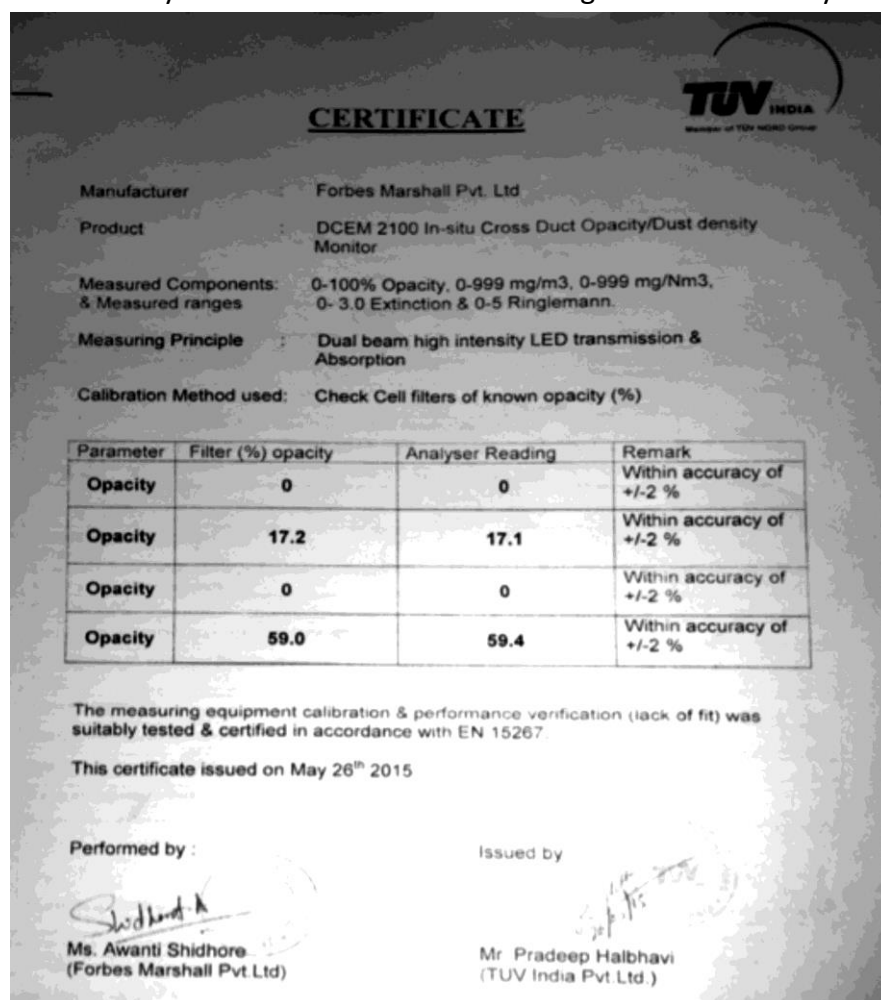 TUV INDIA
Member of TUV NORD Group
CERTIFICATE
Manufacturer : Forbes Marshall Pvt. Ltd
Product : DCEM 2100 In-situ Cross Duct Opacity/Dust density
Monitor
Measured Components: 0-100% Opacity, 0-999 mg/m3, 0-999 mg/Nm3,
& Measured ranges 0- 3.0 Extinction & 0-5 Ringlemann.
Measuring Principle : Dual beam high intensity LED transmission &
Absorption
Calibration Method used: Check Cell filters of known opacity (%)
Parameter Filter (%) opacity Analyser Reading Remark
Opacity 0 0 Within accuracy of
+/-2 %
Opacity 17.2 17.1 Within accuracy of
+/-2 %
Opacity 0 0 Within accuracy of
+/-2 %
Opacity 59.0 59.4 Within accuracy of
+/-2 %
The measuring equipment calibration & performance verification (lack of fit) was
suitably tested & certified in accordance with EN 15267.
This certificate issued on May 26th 2015
Performed by : Issued by
Shidhore A
Ms. Awanti Shidhore
(Forbes Marshall Pvt.Ltd)
Mr Pradeep Halbhavi
(TUV India Pvt.Ltd.)